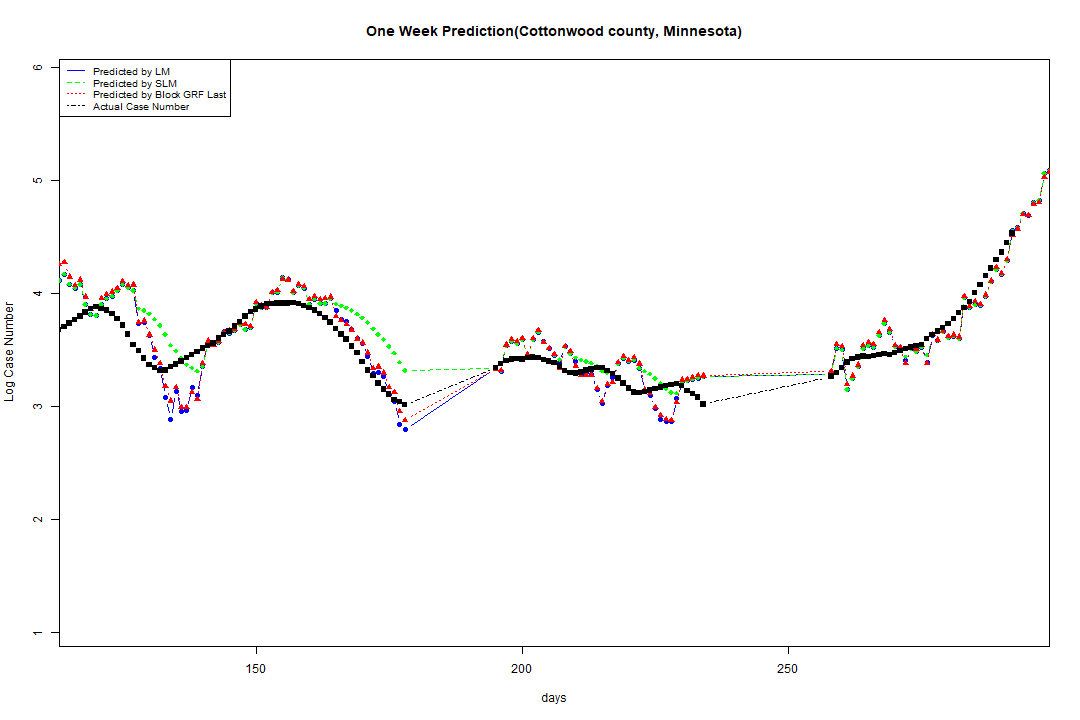 One Week Prediction(Cottonwood county, Minnesota)
Predicted by LM
Predicted by SLM
Predicted by Block GRF Last
Actual Case Number
6
5
4
3
2
1
Log Case Number
150
200
250
days